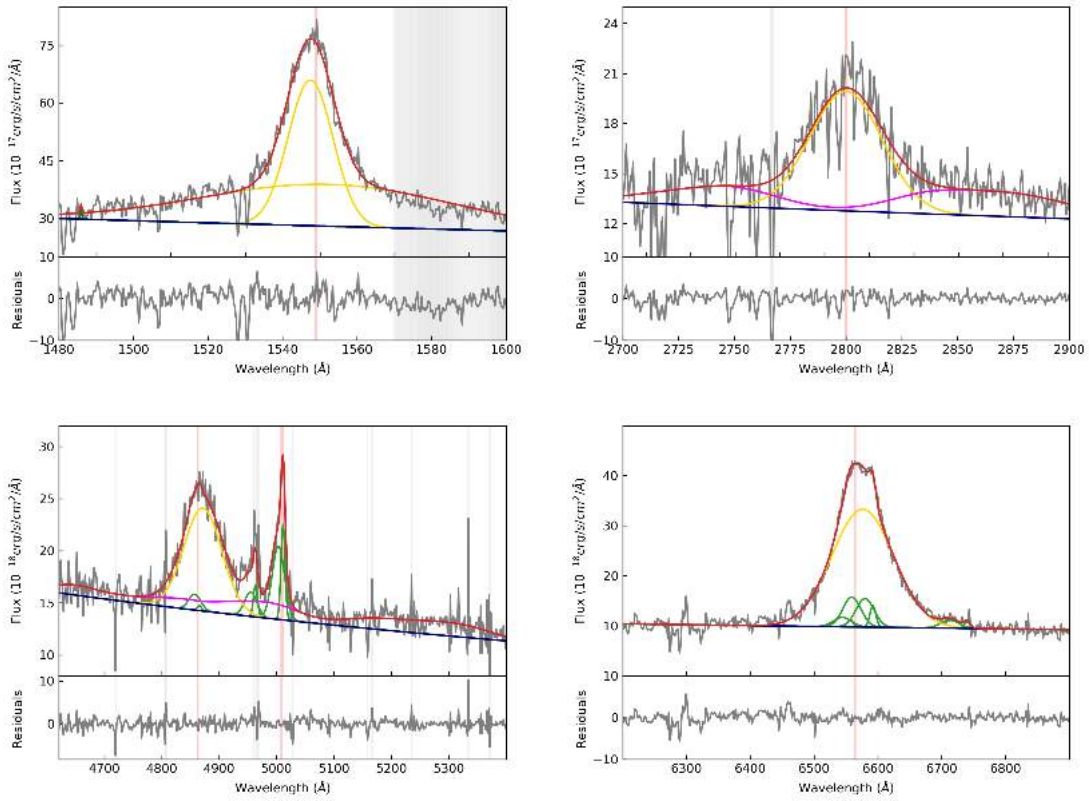 75
60
45
30
Flux (10 ¹⁷erg/s/cm²/Å)
10
0
−10
Residuals
1480 1500 1520 1540 1560 1580 1600
Wavelength (Å)
24
21
18
15
12
Flux (10 ¹⁷erg/s/cm²/Å)
10
0
−10
Residuals
2700 2725 2750 2775 2800 2825 2850 2875 2900
Wavelength (Å)
30
25
20
15
10
Flux (10 ¹⁸erg/s/cm²/Å)
10
0
Residuals
4700 4800 4900 5000 5100 5200 5300
Wavelength (Å)
40
30
20
10
Flux (10 ¹⁸erg/s/cm²/Å)
10
0
−10
Residuals
6300 6400 6500 6600 6700 6800
Wavelength (Å)